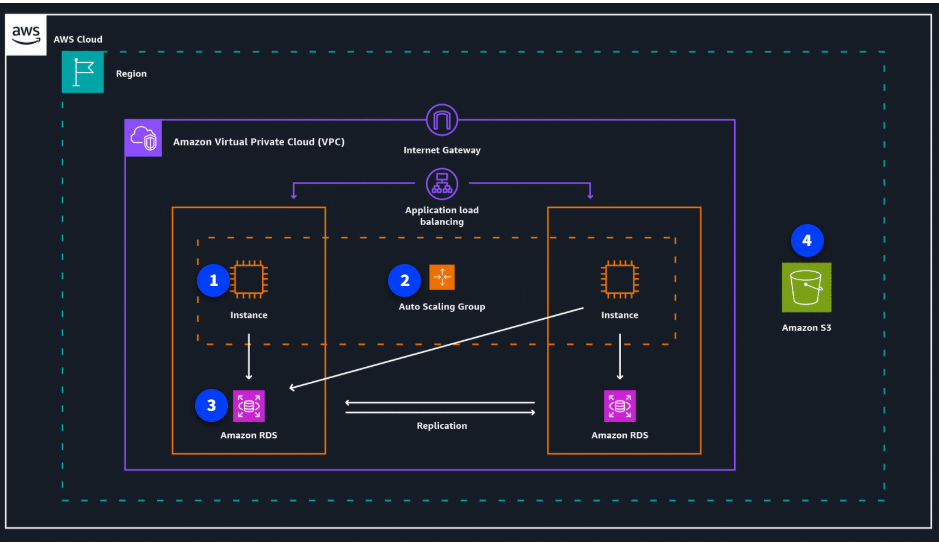 aws
AWS Cloud
Region
Amazon Virtual Private Cloud (VPC)
Internet Gateway
Application load
balancing
4
1
2
Auto Scaling Group
Instance
Instance
Amazon S3
3
Amazon RDS
Replication
Amazon RDS